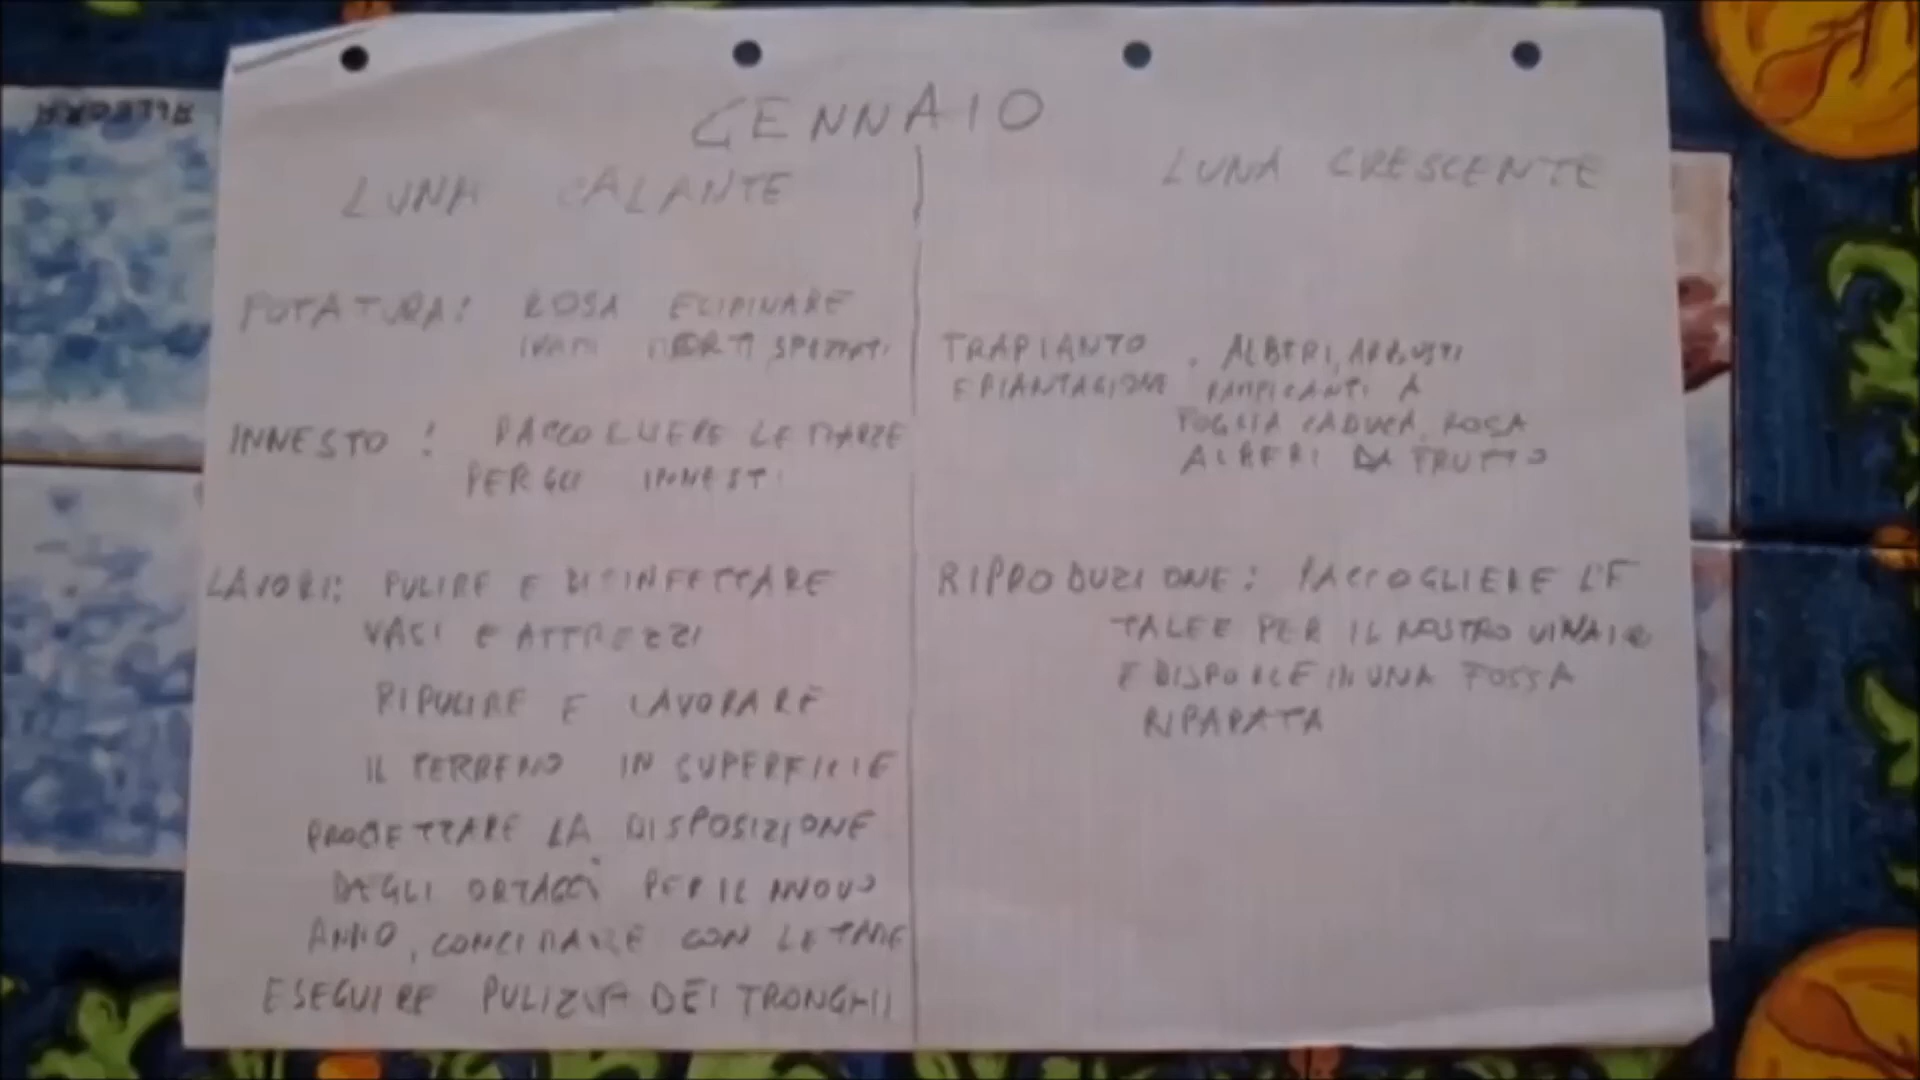 GENNAIO
LUNA CALANTE
POTATURA: ROSA ELIMINARE
I RAMI MORTI SPEZZATI
INNESTO: RACCOGLIERE LE MARZE
PER GLI INNESTI
LAVORI: PULIRE E DISINFETTARE
VASI E ATTREZZI
RIPULIRE E LAVORARE
IL TERRENO IN SUPERFICIE
PROGETTARE LA DISPOSIZIONE
DEGLI ORTAGGI PER IL NUOVO
ANNO, CONCIMARE CON LETAME
ESEGUIRE PULIZIA DEI TRONGHI
LUNA CRESCENTE
TRAPIANTO . ALBERI, ARBUSTI
E PIANTAGIONE RAMPICANTI A
FOGLIA CADUCA, ROSA
ALBERI DA FRUTTO
RIPRODUZIONE: RACCOGLIERE LE
TALEE PER IL NOSTRO VIVAIO
E DISPORLE IN UNA FOSSA
RIPARATA